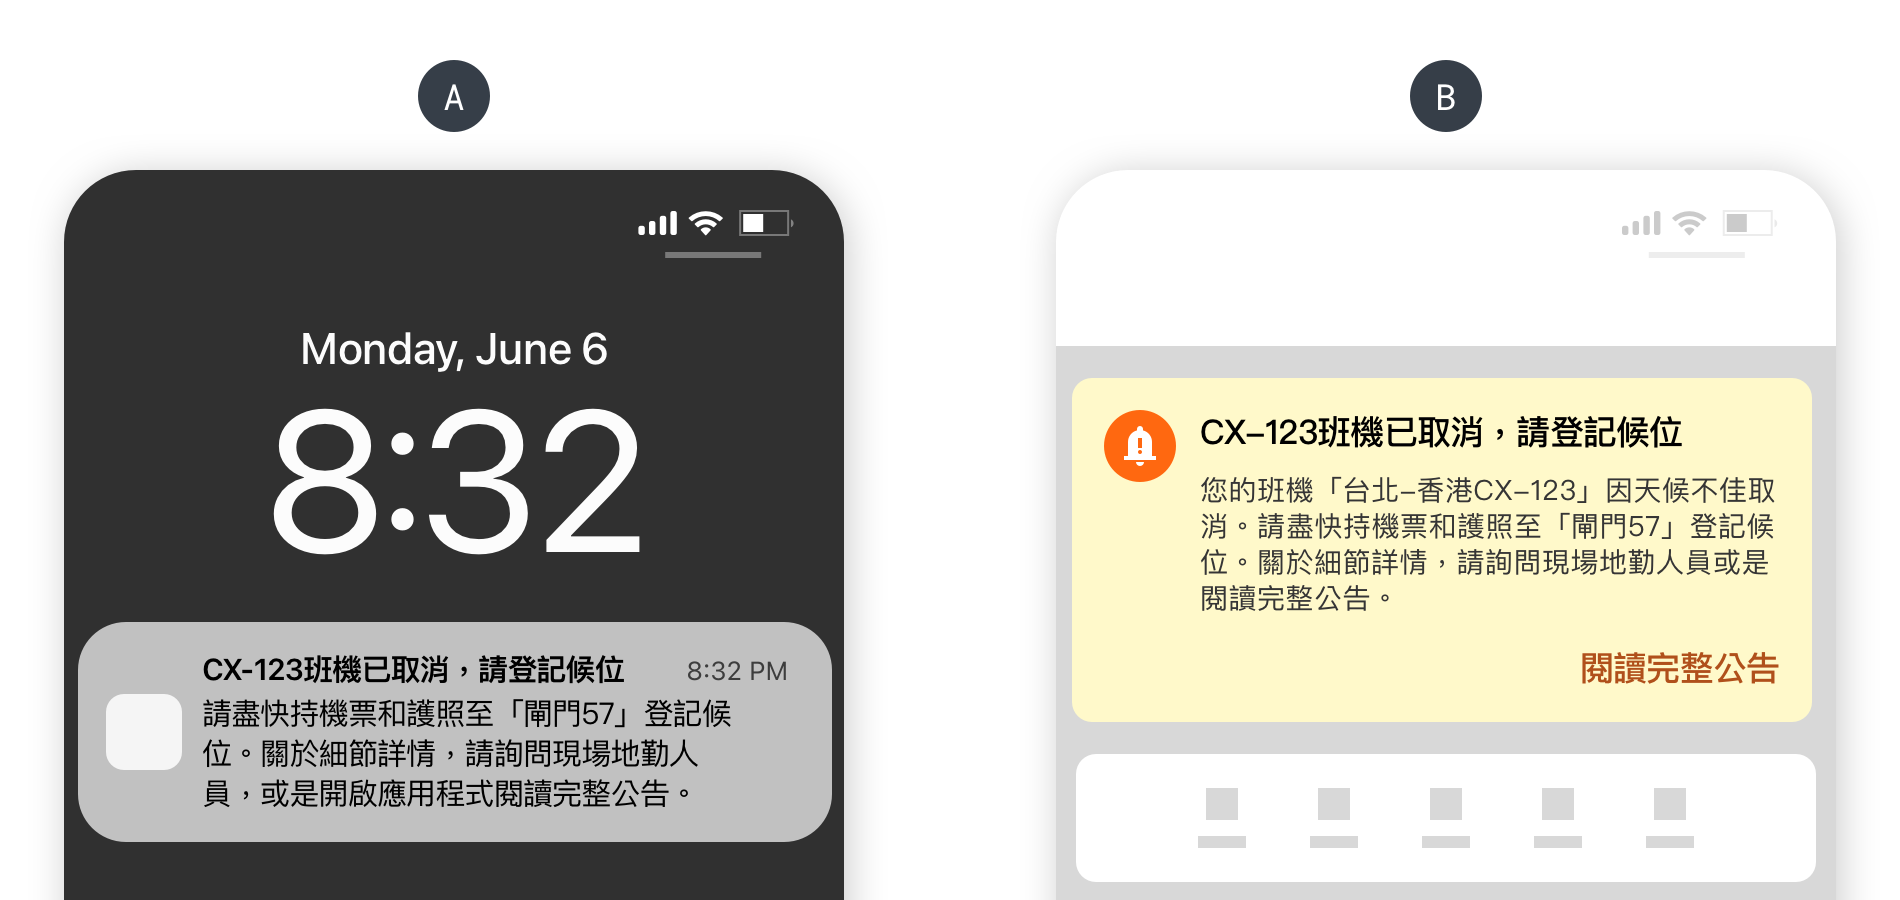 A
Monday, June 6
8:32
CX-123班機已取消，請登記候位
8:32 PM
請盡快持機票和護照至「閘門57」登記候
位。關於細節詳情，請詢問現場地勤人
員，或是開啟應用程式閱讀完整公告。
B
CX–123班機已取消，請登記候位
您的班機「台北–香港CX–123」因天候不佳取
消。請盡快持機票和護照至「閘門57」登記候
位。關於細節詳情，請詢問現場地勤人員或是
閱讀完整公告。
閱讀完整公告